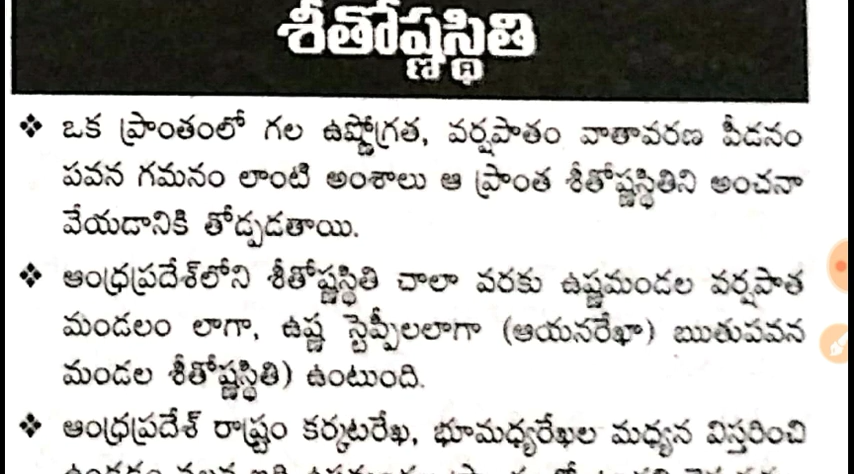 శీతోష్ణస్థితి
❖ ఒక ప్రాంతంలో గల ఉష్ణోగ్రత, వర్షపాతం వాతావరణ పీడనం
పవన గమనం లాంటి అంశాలు ఆ ప్రాంత శీతోష్ణస్థితిని అంచనా
వేయడానికి తోడ్పడతాయి.
❖ ఆంధ్రప్రదేశ్‌లోని శీతోష్ణస్థితి చాలా వరకు ఉష్ణమండల వర్షపాత
మండలం లాగా, ఉష్ణ స్టెప్పీలలాగా (ఆయనరేఖా) ఋతుపవన
మండల శీతోష్ణస్థితి) ఉంటుంది.
❖ ఆంధ్రప్రదేశ్ రాష్ట్రం కర్కటరేఖ, భూమధ్యరేఖల మధ్యన విస్తరించి